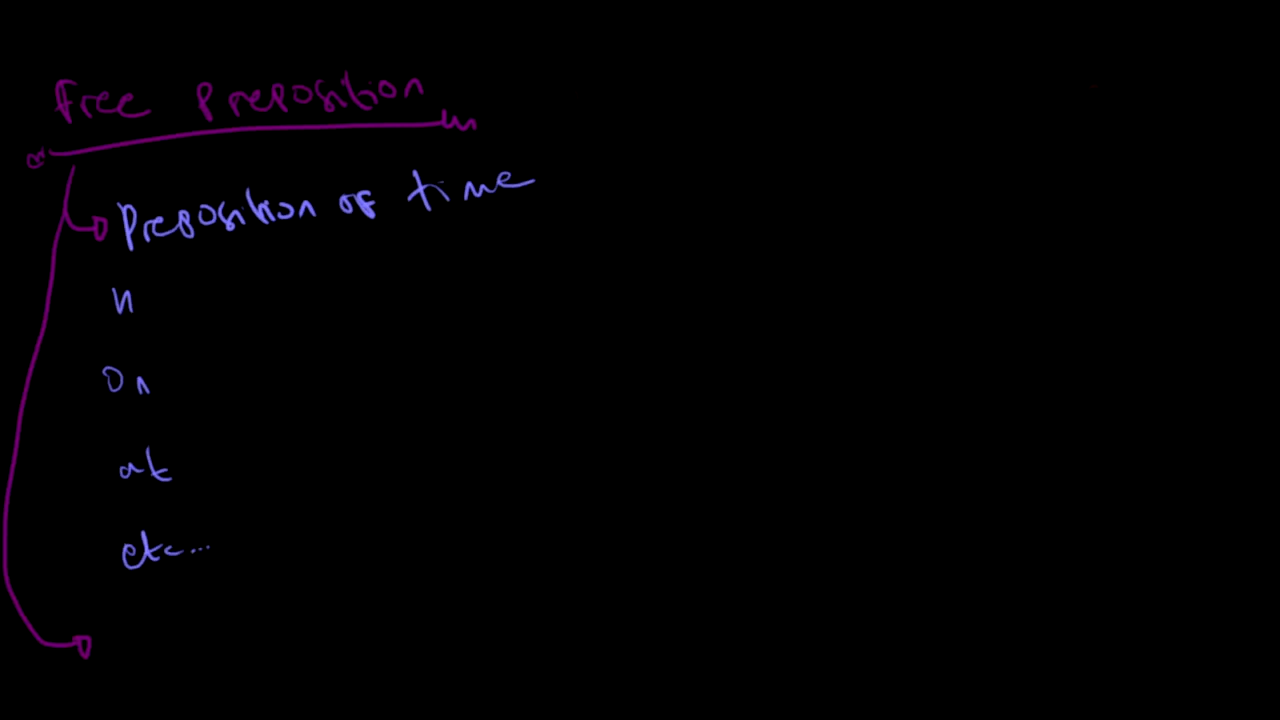 Free Preposition
Preposition of time
in
on
at
etc...